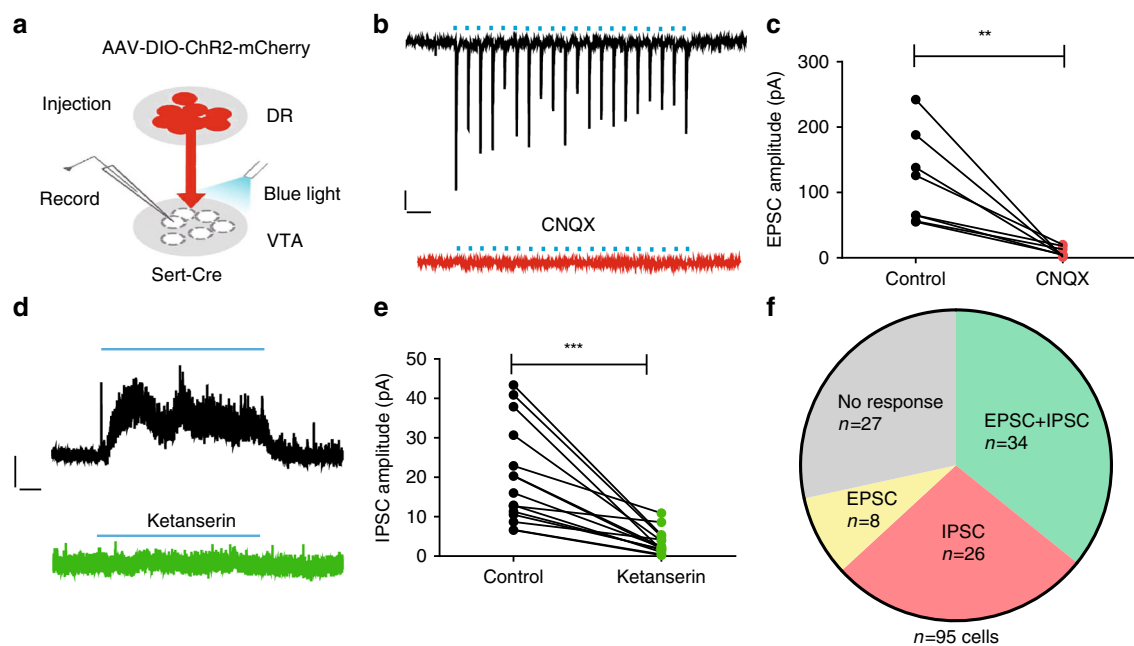 a
AAV-DIO-ChR2-mCherry
Injection
DR
Record
Blue light
VTA
Sert-Cre
b
CNQX
c
**
EPSC amplitude (pA)
300
200
100
0
Control
CNQX
d
Ketanserin
e
***
IPSC amplitude (pA)
50
40
30
20
10
0
Control
Ketanserin
f
No response
n=27
EPSC+IPSC
n=34
EPSC
n=8
IPSC
n=26
n=95 cells